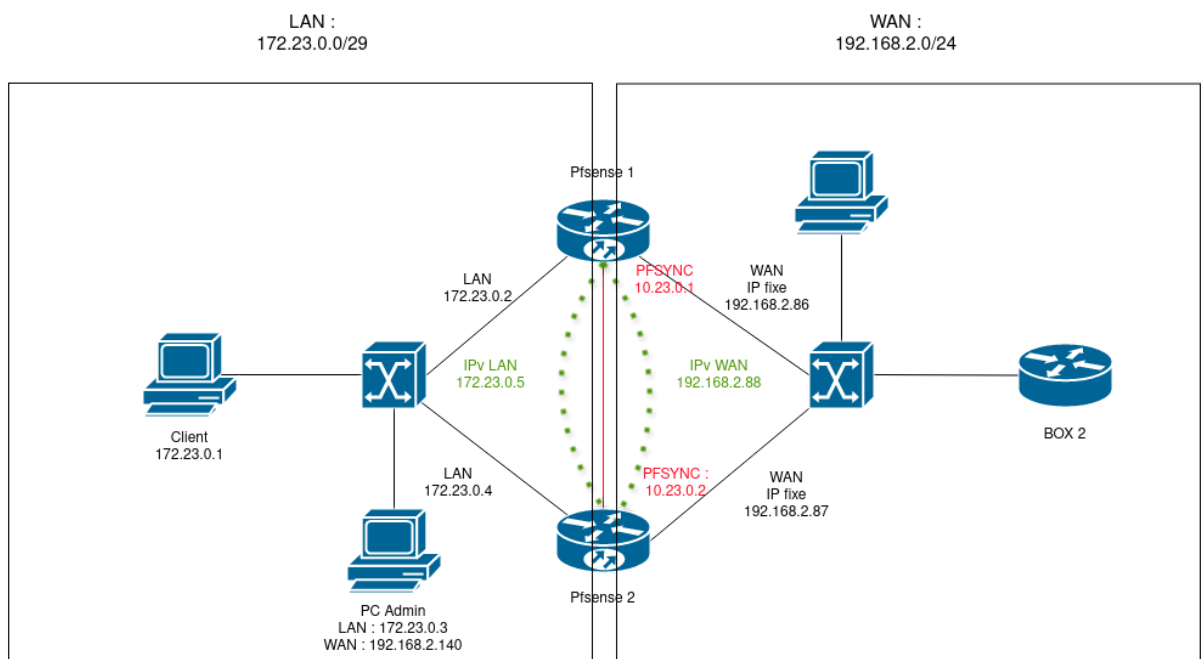 LAN :
172.23.0.0/29
WAN :
192.168.2.0/24
Pfsense 1
LAN
172.23.0.2
PFSYNC
10.23.0.1
WAN
IP fixe
192.168.2.86
IPv LAN
172.23.0.5
IPv WAN
192.168.2.88
Client
172.23.0.1
BOX 2
LAN
172.23.0.4
PFSYNC :
10.23.0.2
WAN
IP fixe
192.168.2.87
Pfsense 2
PC Admin
LAN : 172.23.0.3
WAN : 192.168.2.140